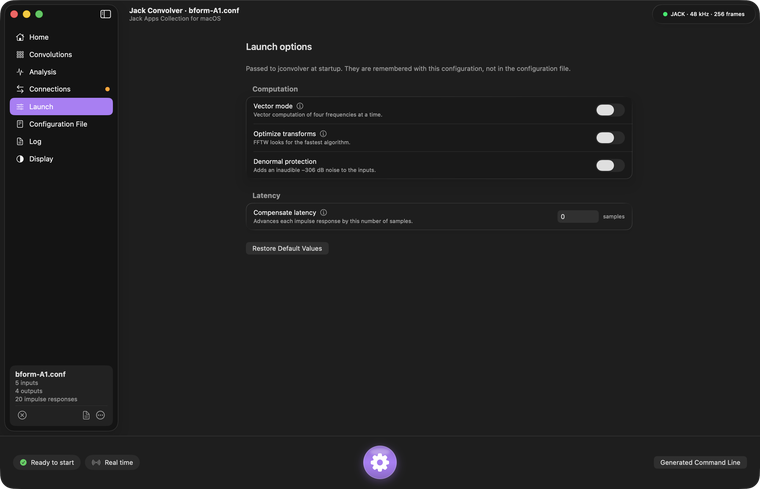 Jack Convolver · bform-A1.conf
Jack Apps Collection for macOS
JACK · 48 kHz · 256 frames
Home
Convolutions
Analysis
Connections
Launch
Configuration File
Log
Display
Launch options
Passed to jconvolver at startup. They are remembered with this configuration, not in the configuration file.
Computation
Vector mode
Vector computation of four frequencies at a time.
Optimize transforms
FFTW looks for the fastest algorithm.
Denormal protection
Adds an inaudible −306 dB noise to the inputs.
Latency
Compensate latency
Advances each impulse response by this number of samples.
0 samples
Restore Default Values
bform-A1.conf
5 inputs
4 outputs
20 impulse responses
Ready to start
Real time
Generated Command Line